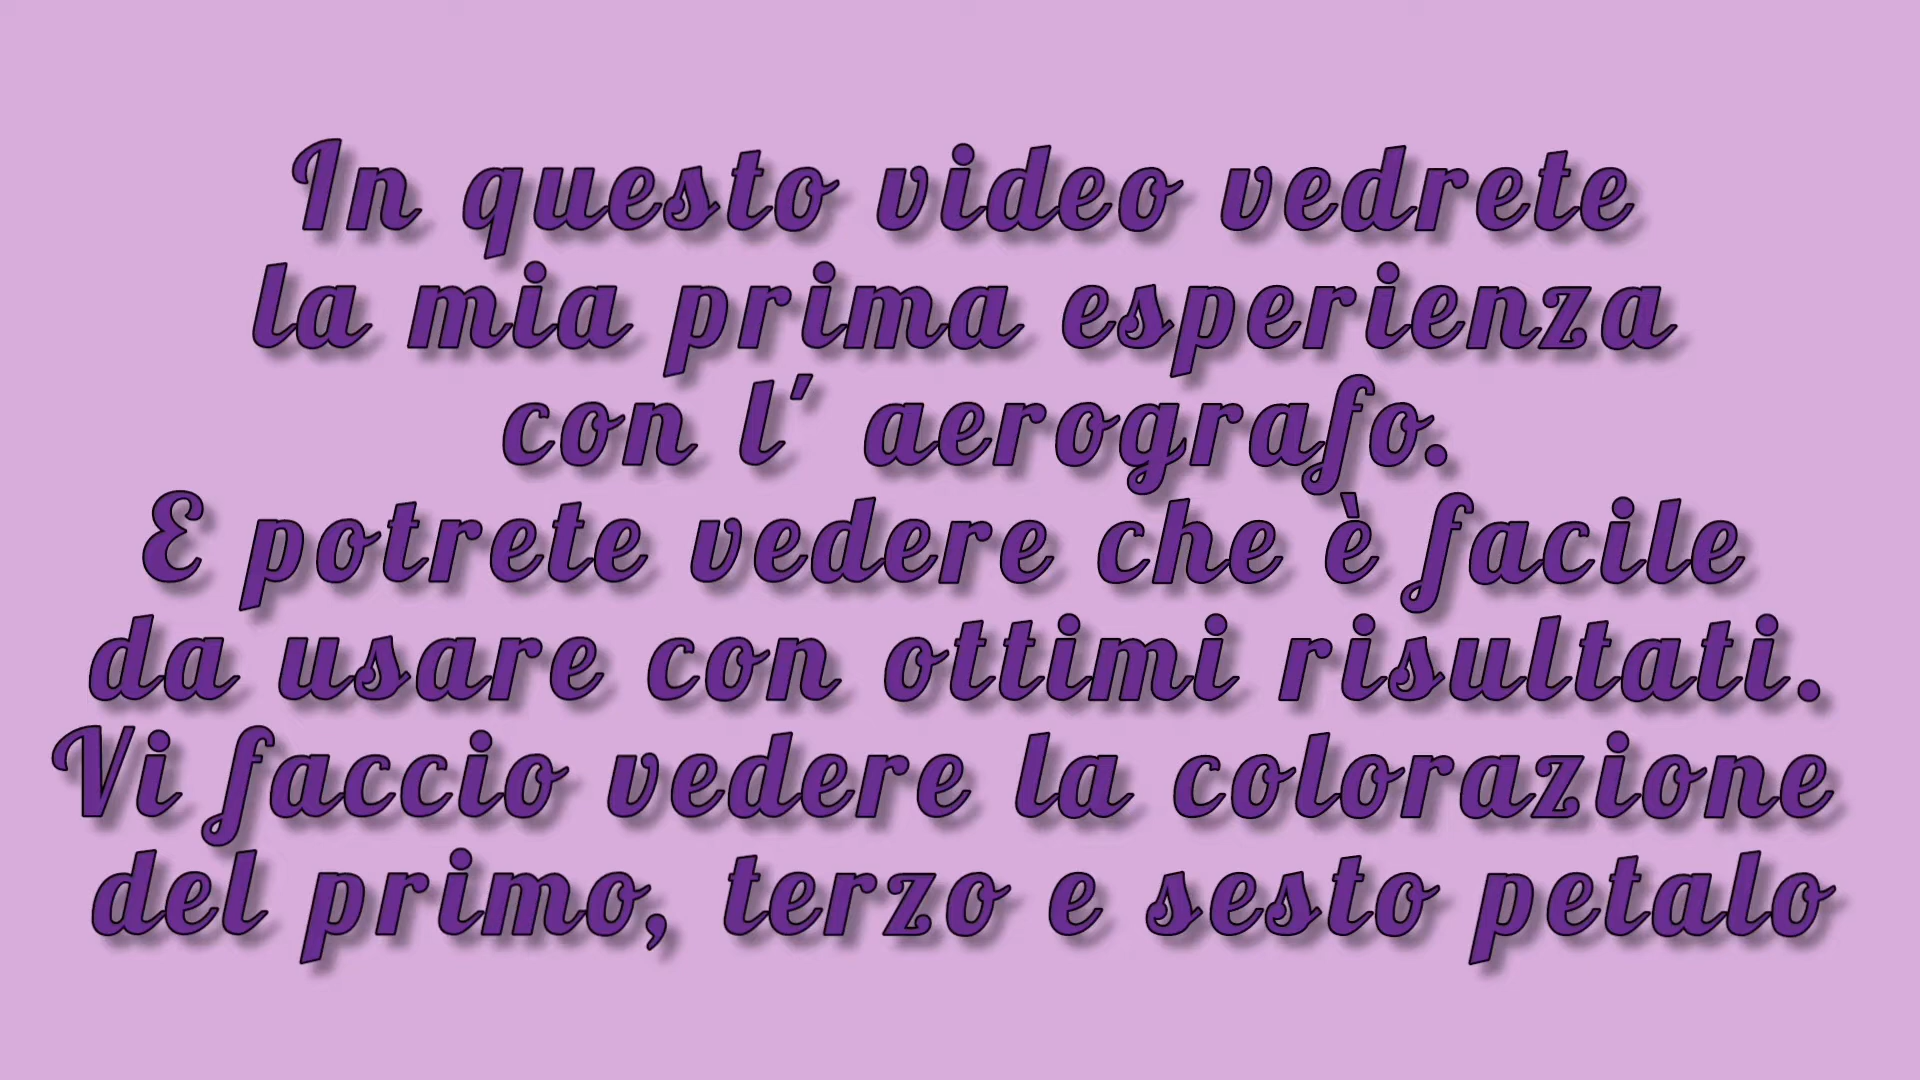 In questo video vedrete
la mia prima esperienza
con l' aerografo.
E potrete vedere che è facile
da usare con ottimi risultati.
Vi faccio vedere la colorazione
del primo, terzo e sesto petalo